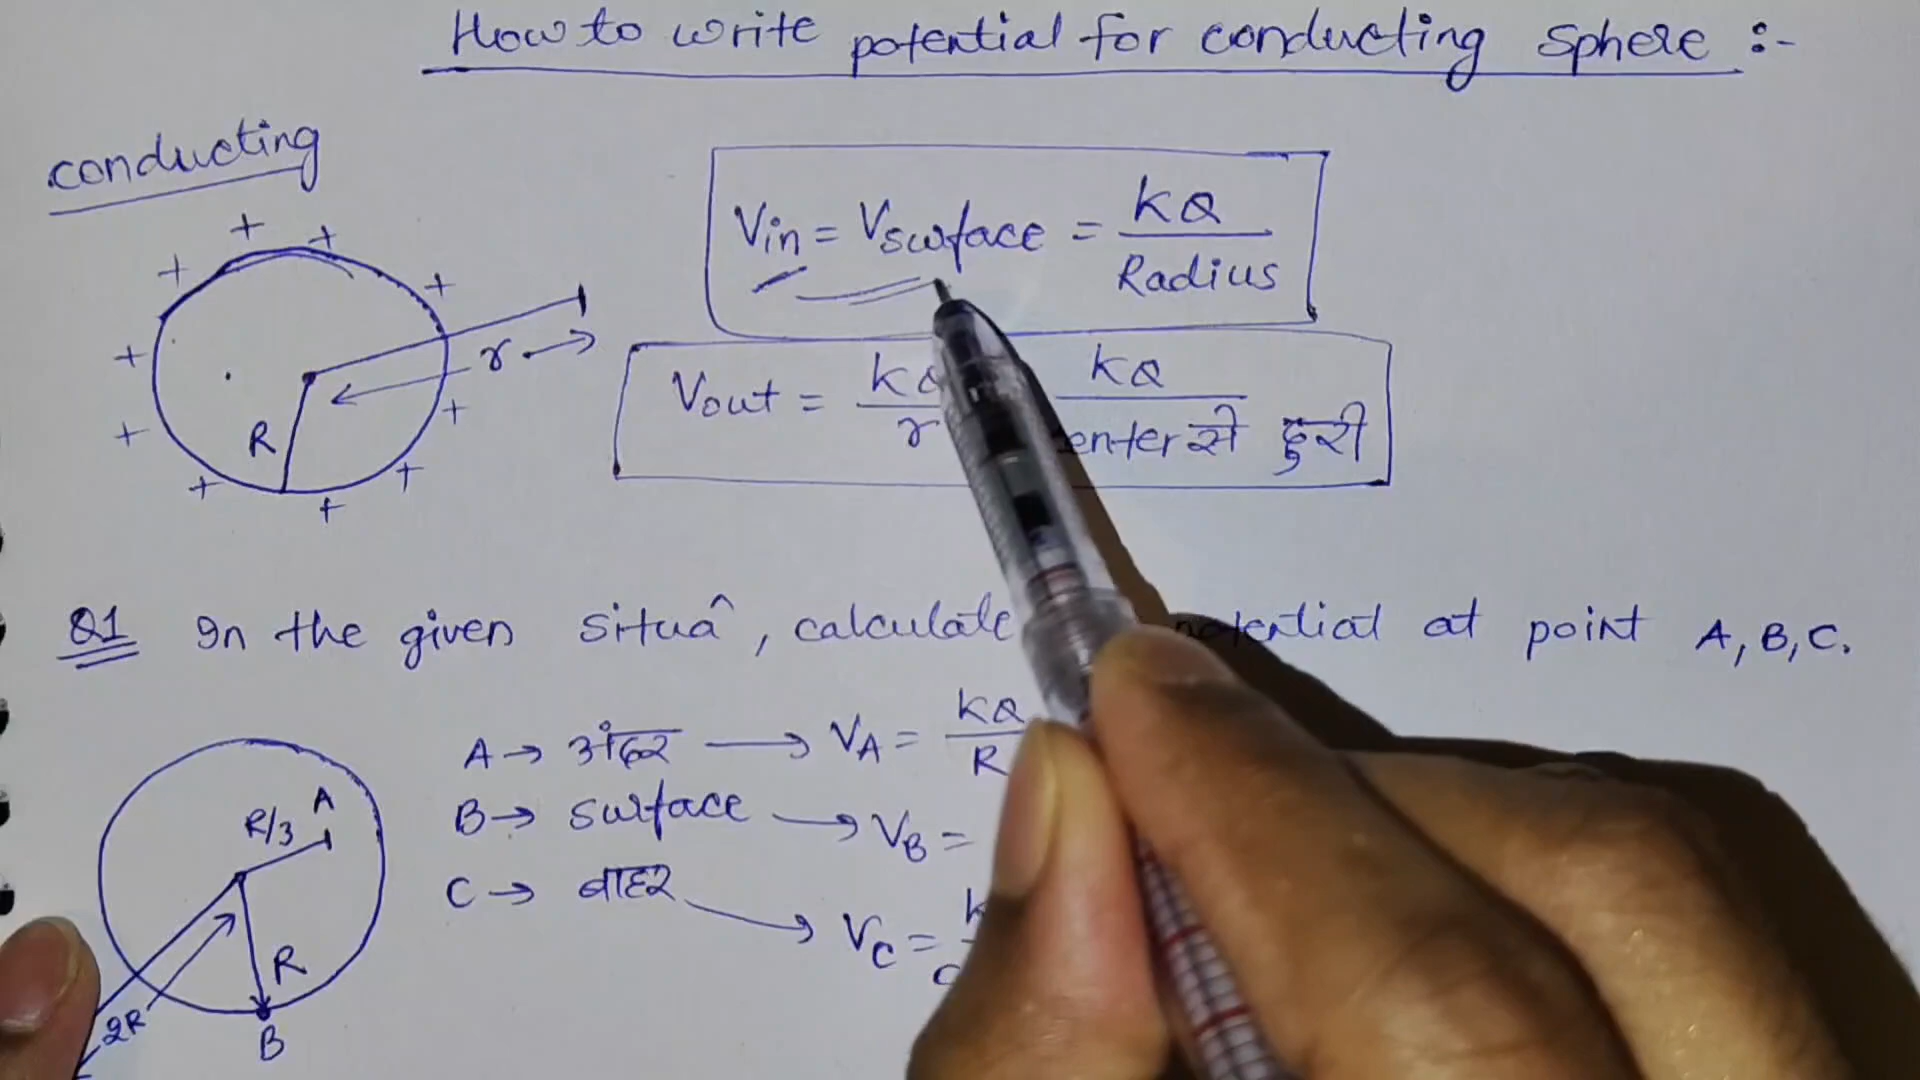 How to write potential for conducting sphere :-
conducting
+ + + + + + + + + + + +
r
R
Vin = Vsurface = kQ / Radius
Vout = kQ / r kQ / enter से दुरी
Q1 In the given situa^, calculate potential at point A, B, C.
A → अंदर → VA = kQ / R
B → surface → VB =
C → बाहर → VC = k
R/3 A
R
2R
B